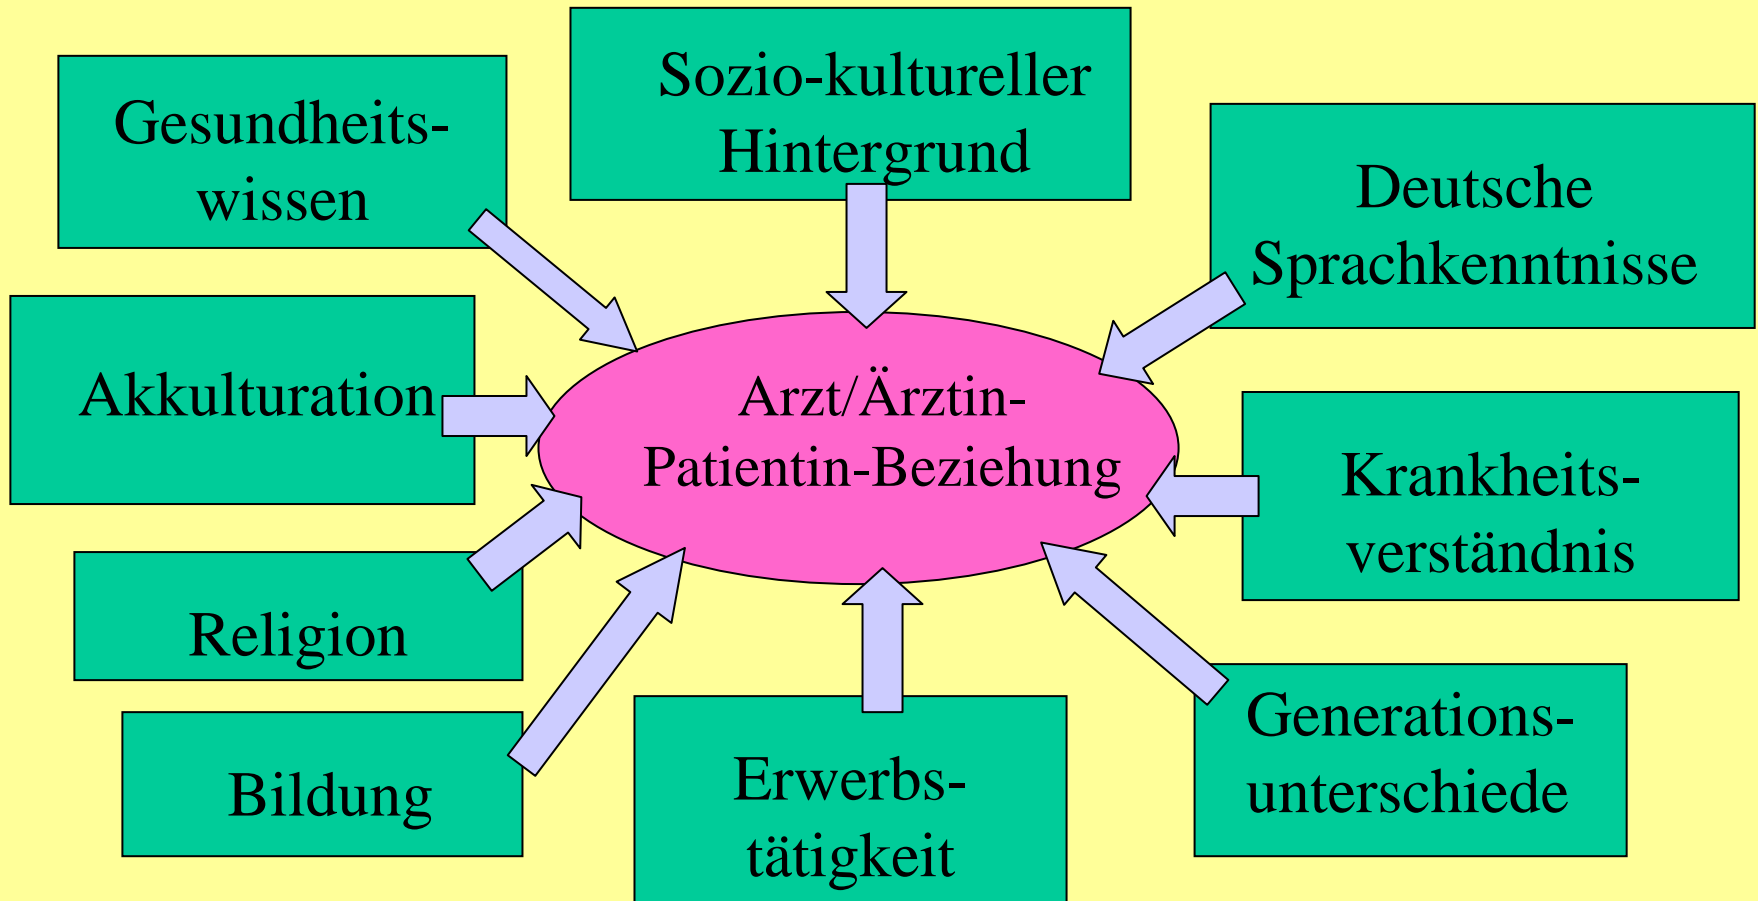 Sozio-kultureller
Hintergrund
Gesundheits-
wissen
Deutsche
Sprachkenntnisse
Akkulturation
Arzt/Ärztin-
Patientin-Beziehung
Krankheits-
verständnis
Religion
Generations-
unterschiede
Bildung
Erwerbs-
tätigkeit